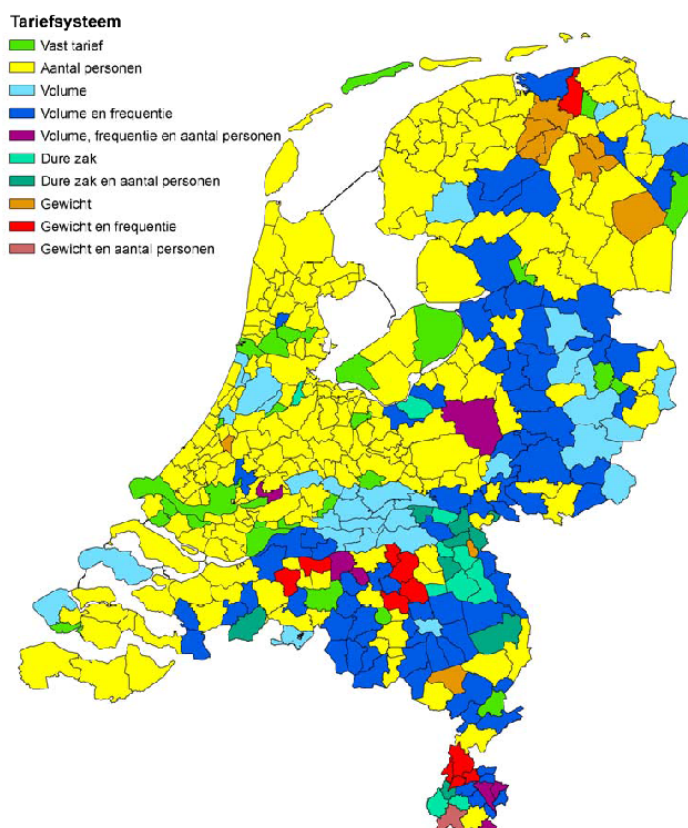 Tariefsysteem
Vast tarief
Aantal personen
Volume
Volume en frequentie
Volume, frequentie en aantal personen
Dure zak
Dure zak en aantal personen
Gewicht
Gewicht en frequentie
Gewicht en aantal personen